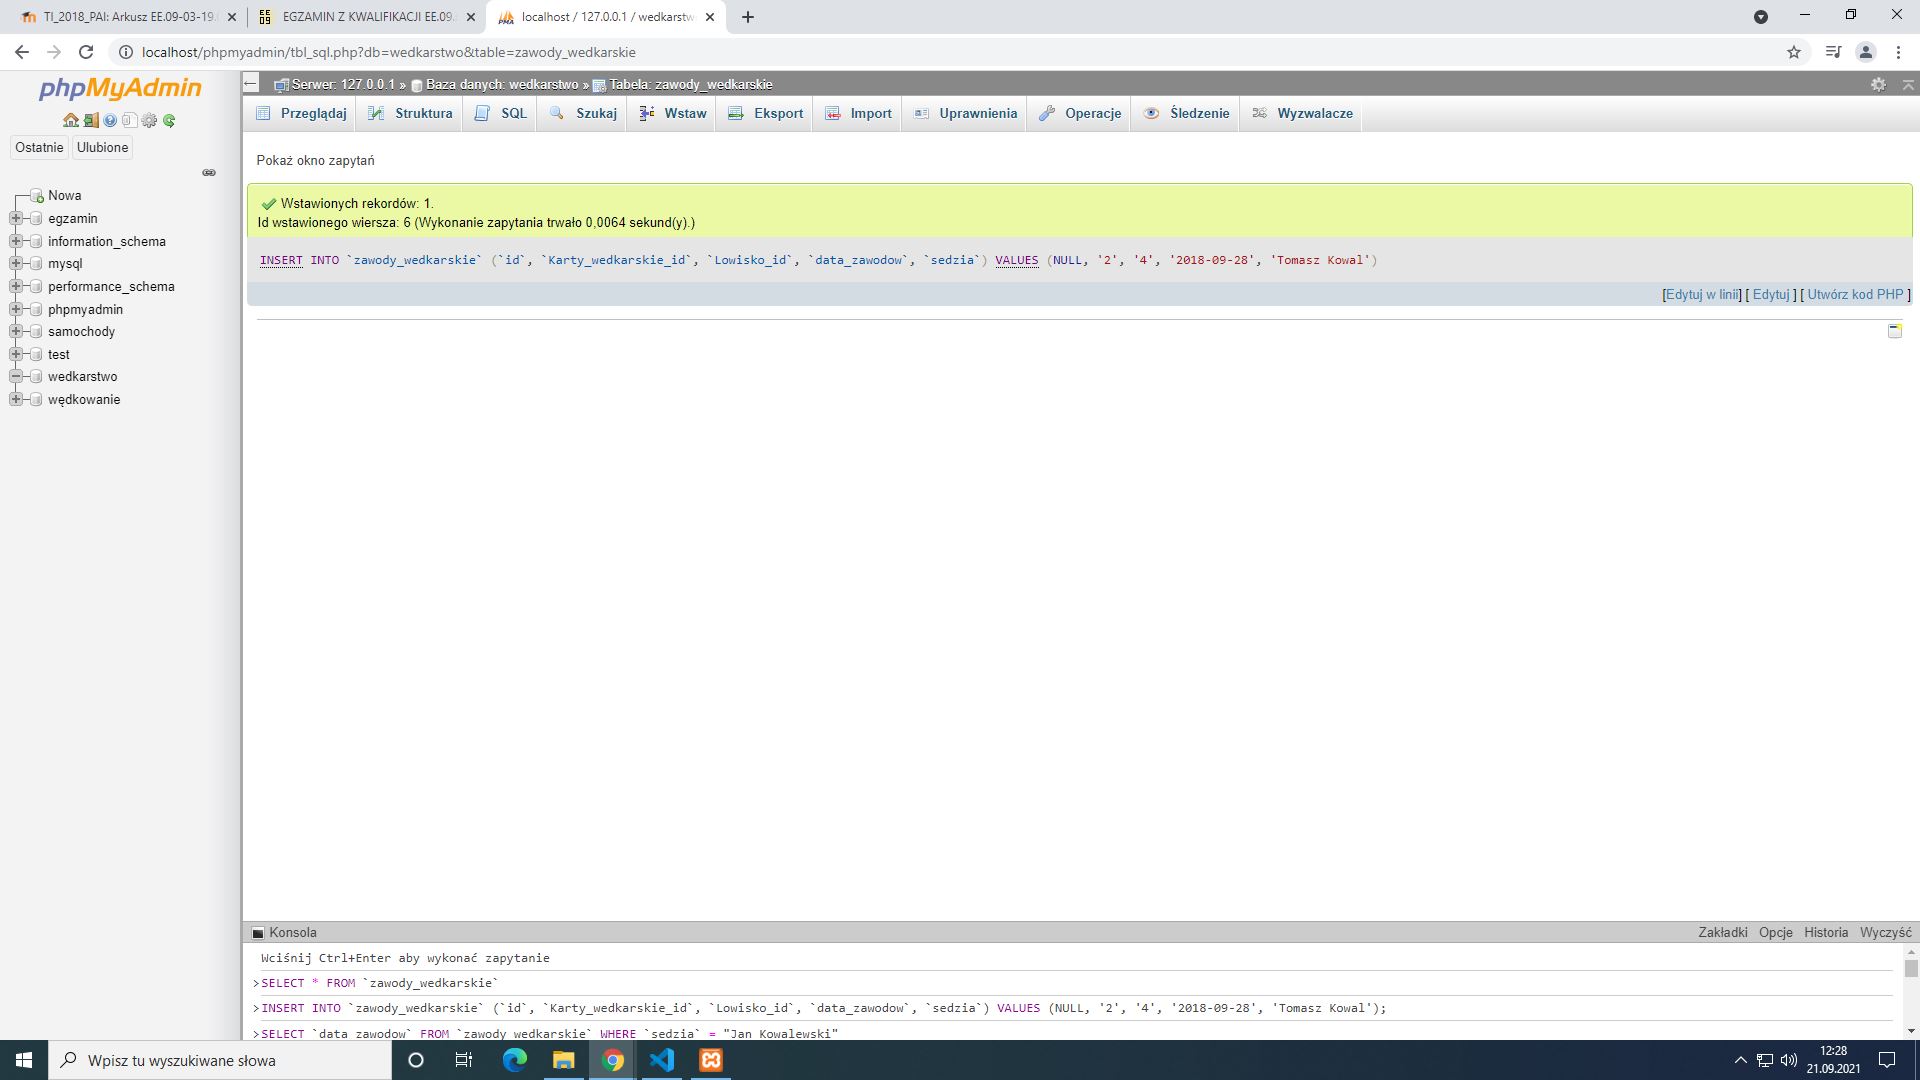 TI_2018_PAI: Arkusz EE.09-03-19.0
EGZAMIN Z KWALIFIKACJI EE.09.
localhost / 127.0.0.1 / wedkarstw
localhost/phpmyadmin/tbl_sql.php?db=wedkarstwo&table=zawody_wedkarskie
phpMyAdmin
Ostatnie
Ulubione
Nowa
egzamin
information_schema
mysql
performance_schema
phpmyadmin
samochody
test
wedkarstwo
wędkowanie
Serwer: 127.0.0.1 » Baza danych: wedkarstwo » Tabela: zawody_wedkarskie
Przeglądaj
Struktura
SQL
Szukaj
Wstaw
Eksport
Import
Uprawnienia
Operacje
Śledzenie
Wyzwalacze
Pokaż okno zapytań
Wstawionych rekordów: 1.
Id wstawionego wiersza: 6 (Wykonanie zapytania trwało 0,0064 sekund(y).)
INSERT INTO `zawody_wedkarskie` (`id`, `Karty_wedkarskie_id`, `Lowisko_id`, `data_zawodow`, `sedzia`) VALUES (NULL, '2', '4', '2018-09-28', 'Tomasz Kowal')
[Edytuj w linii] [ Edytuj ] [ Utwórz kod PHP ]
Konsola
Zakładki Opcje Historia Wyczyść
Wciśnij Ctrl+Enter aby wykonać zapytanie
>SELECT * FROM `zawody_wedkarskie`
>INSERT INTO `zawody_wedkarskie` (`id`, `Karty_wedkarskie_id`, `Lowisko_id`, `data_zawodow`, `sedzia`) VALUES (NULL, '2', '4', '2018-09-28', 'Tomasz Kowal');
>SELECT `data_zawodow` FROM `zawody_wedkarskie` WHERE `sedzia` = "Jan Kowalewski"
Wpisz tu wyszukiwane słowa
12:28
21.09.2021